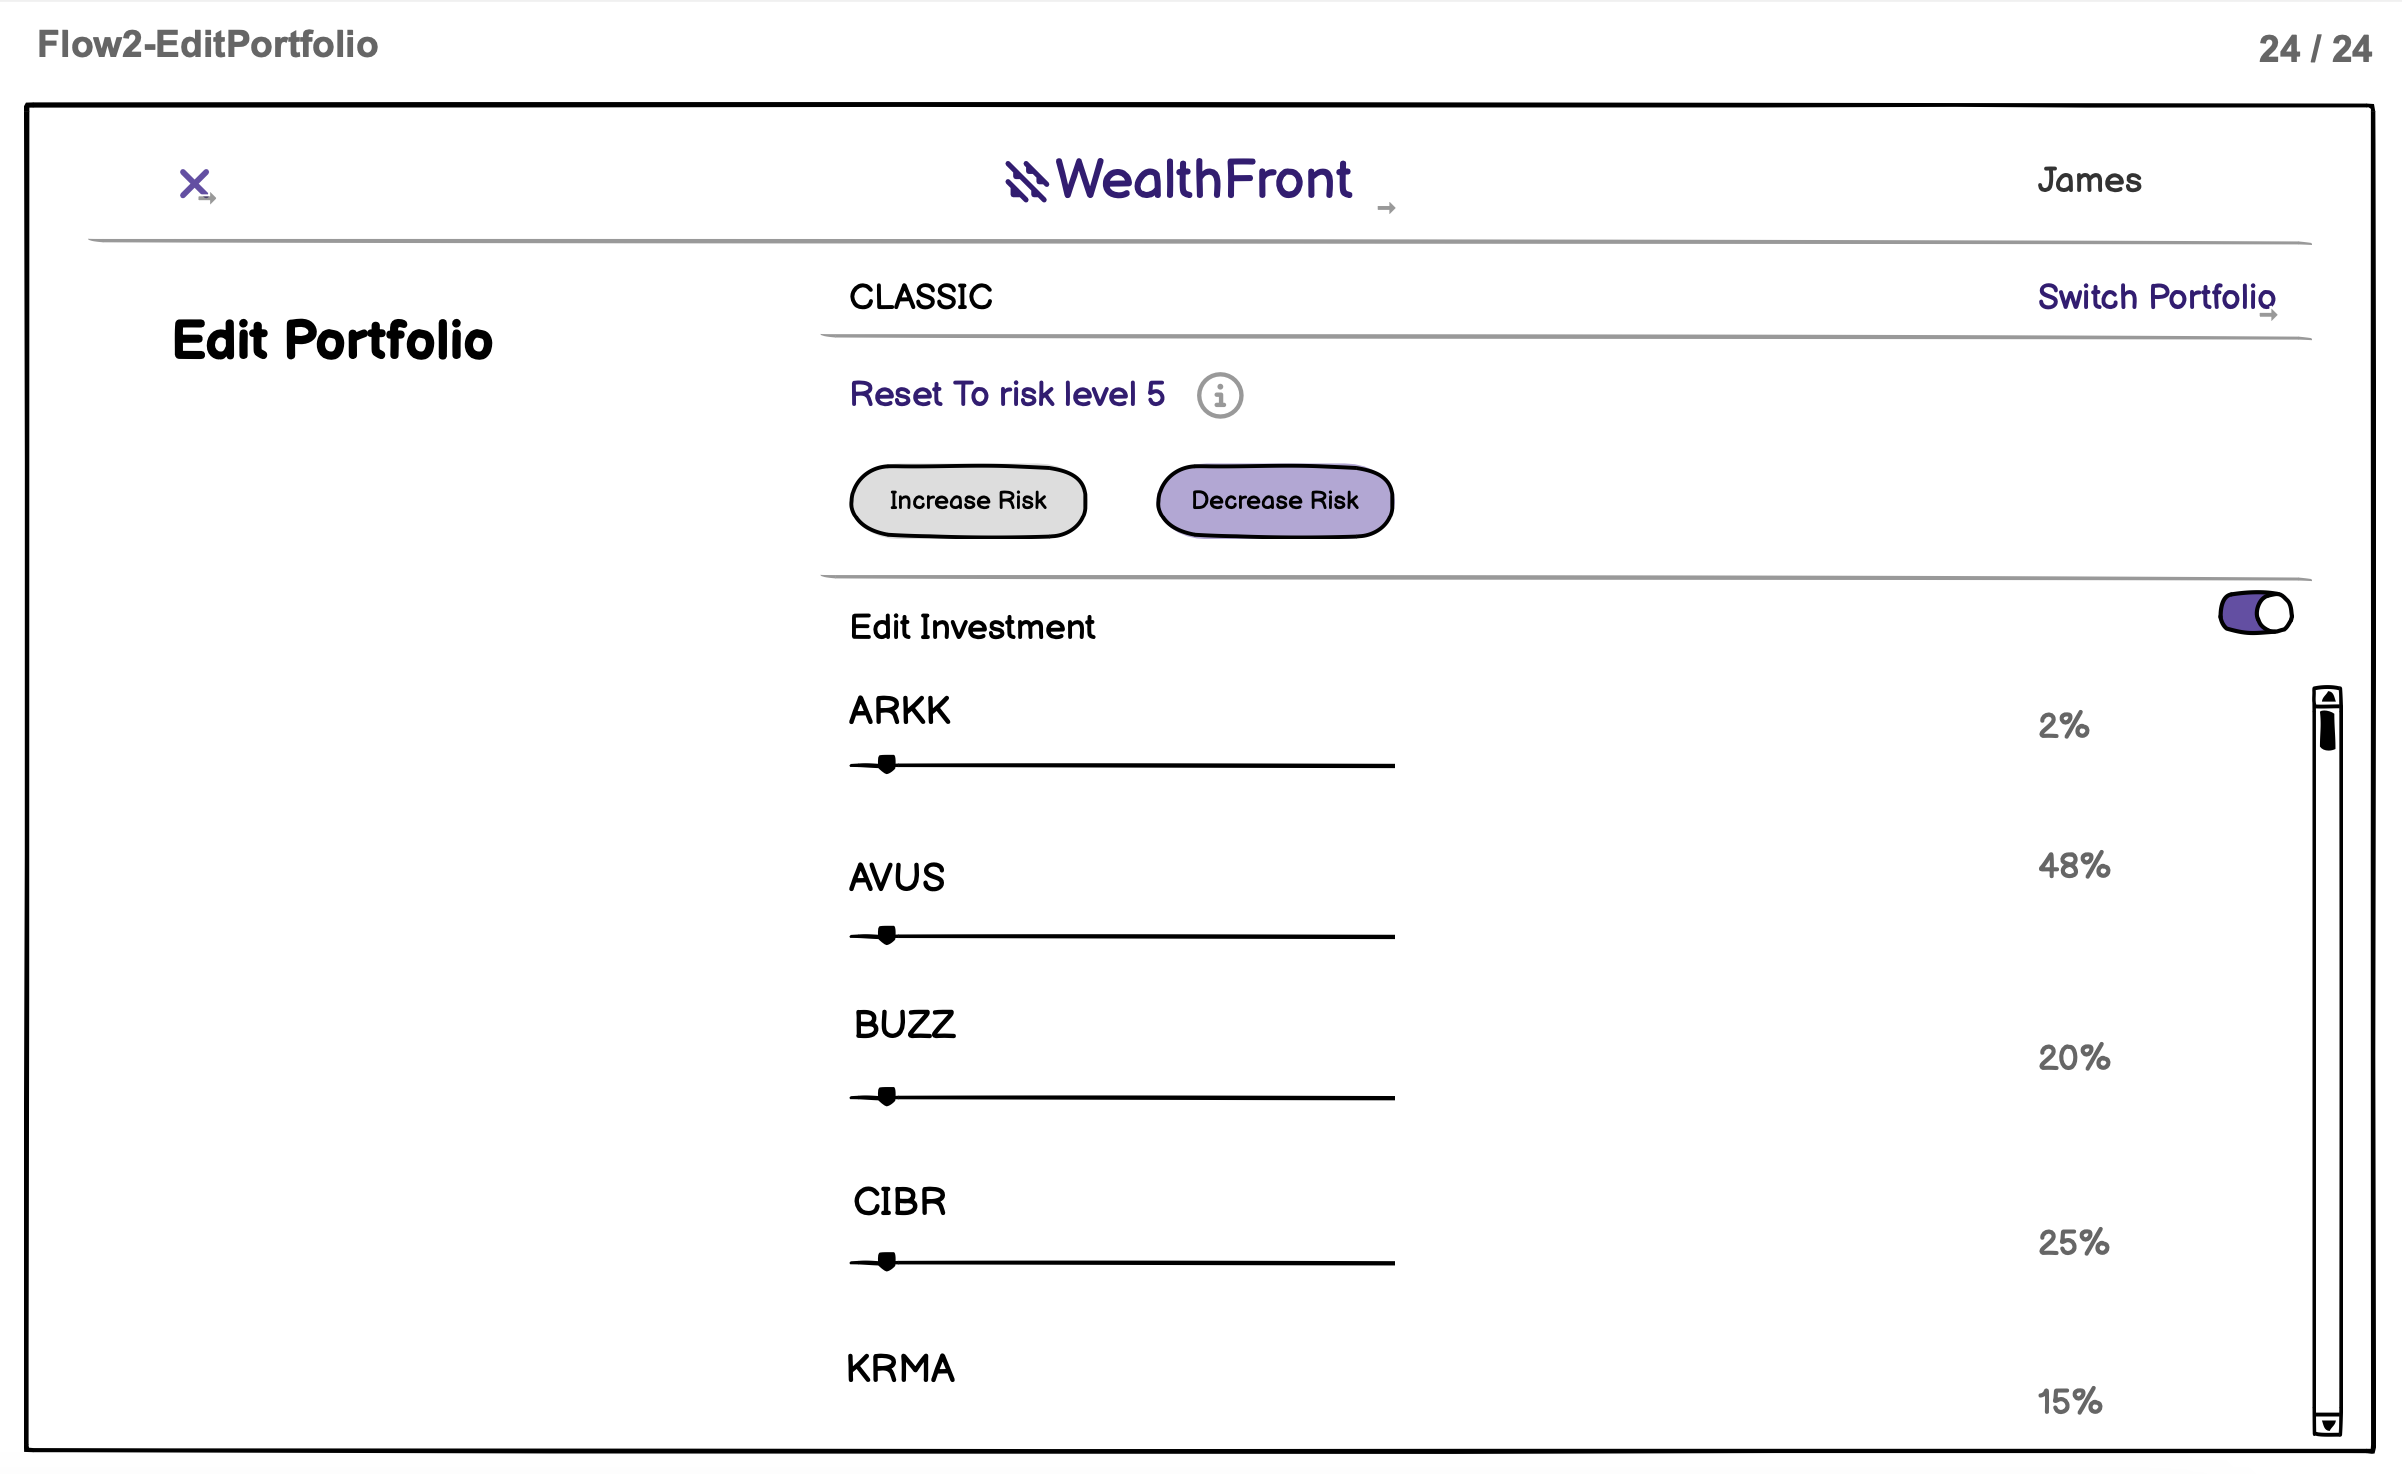 Flow2-EditPortfolio
24 / 24
WealthFront
James
CLASSIC
Switch Portfolio
Edit Portfolio
Reset To risk level 5
i
Increase Risk
Decrease Risk
Edit Investment
ARKK
2%
AVUS
48%
BUZZ
20%
CIBR
25%
KRMA
15%